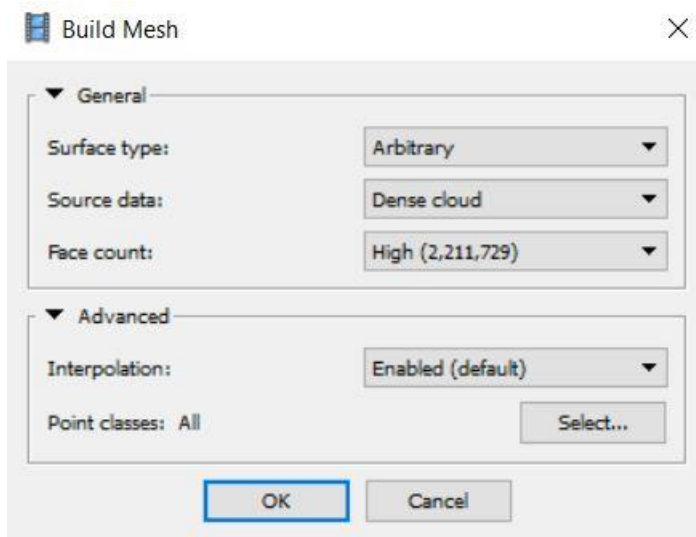 Build Mesh
General
Surface type: Arbitrary
Source data: Dense cloud
Face count: High (2,211,729)
Advanced
Interpolation: Enabled (default)
Point classes: All Select...
OK Cancel